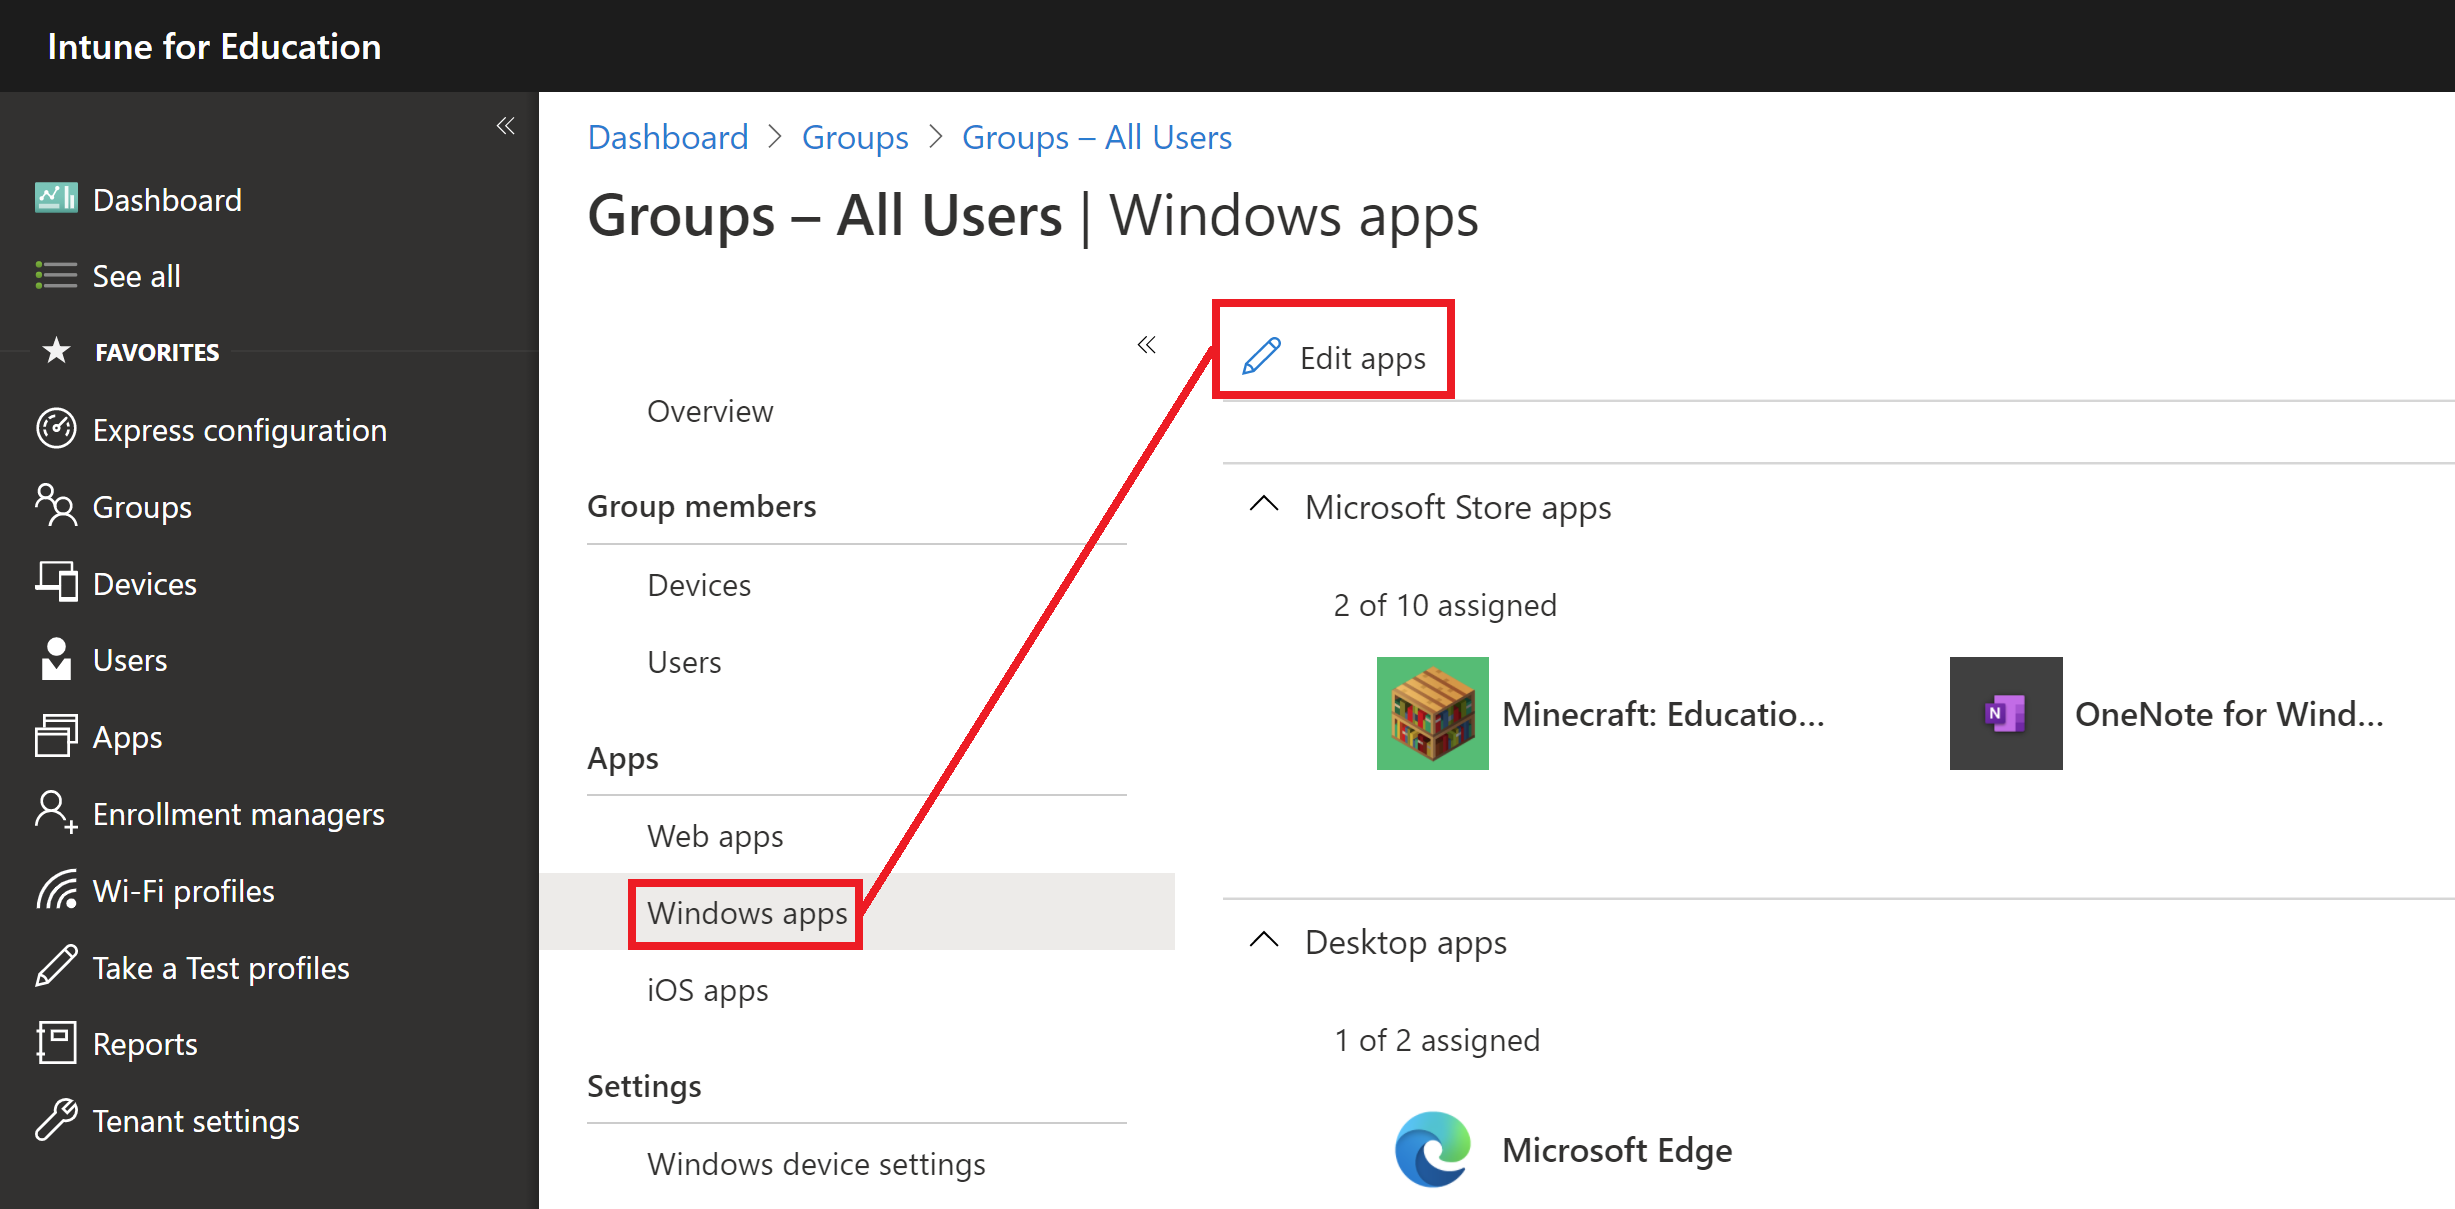 Intune for Education
Dashboard
See all
FAVORITES
Express configuration
Groups
Devices
Users
Apps
Enrollment managers
Wi-Fi profiles
Take a Test profiles
Reports
Tenant settings
Dashboard > Groups > Groups – All Users
Groups – All Users | Windows apps
Overview
Group members
Devices
Users
Apps
Web apps
Windows apps
iOS apps
Settings
Windows device settings
Edit apps
Microsoft Store apps
2 of 10 assigned
Minecraft: Educatio...
N
OneNote for Wind...
Desktop apps
1 of 2 assigned
Microsoft Edge